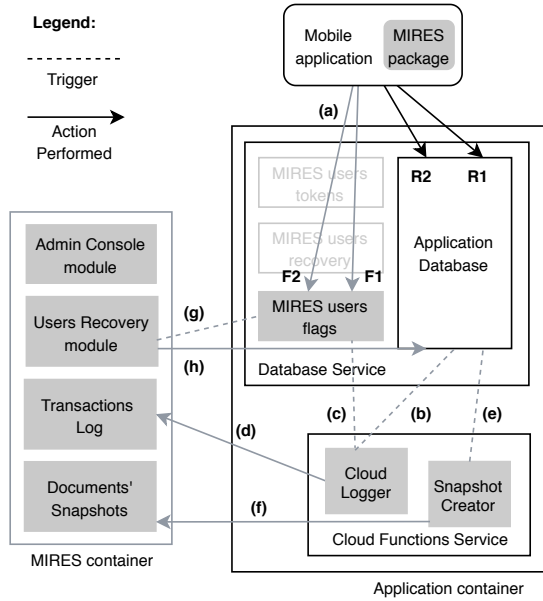 Legend:
Trigger
Action
Performed
Mobile
application
MIRES
package
(a)
R2
R1
MIRES users
tokens
MIRES users
recovery
Application
Database
F2
F1
MIRES users
flags
Database Service
Admin Console
module
Users Recovery
module
(g)
(h)
Transactions
Log
(c)
(b)
(e)
(d)
Cloud
Logger
Snapshot
Creator
Documents'
Snapshots
(f)
Cloud Functions Service
MIRES container
Application container